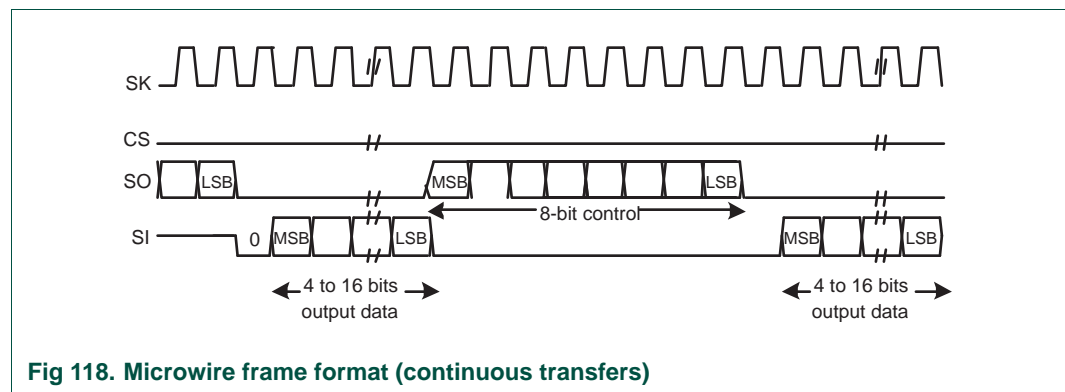 SK
CS
SO
LSB
MSB
LSB
8-bit control
SI
0
MSB
LSB
MSB
LSB
4 to 16 bits
output data
4 to 16 bits
output data
Fig 118. Microwire frame format (continuous transfers)